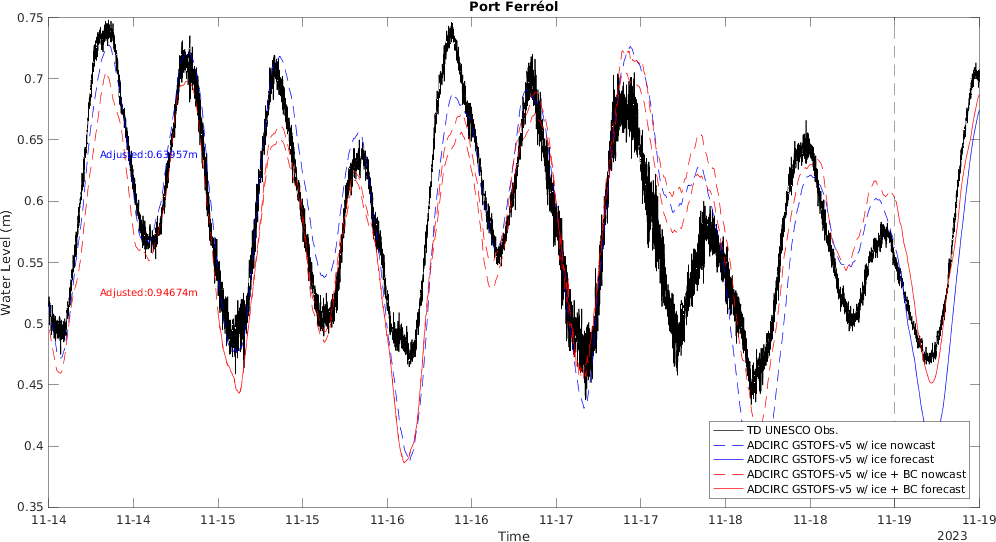 Port Ferréol
Water Level (m)
0.75
0.7
0.65
0.6
0.55
0.5
0.45
0.4
0.35
Adjusted:0.63957m
Adjusted:0.94674m
TD UNESCO Obs.
ADCIRC GSTOFS-v5 w/ ice nowcast
ADCIRC GSTOFS-v5 w/ ice forecast
ADCIRC GSTOFS-v5 w/ ice + BC nowcast
ADCIRC GSTOFS-v5 w/ ice + BC forecast
11-14 11-14 11-15 11-15 11-16 11-16 11-17 11-17 11-18 11-18 11-19 11-19
Time
2023